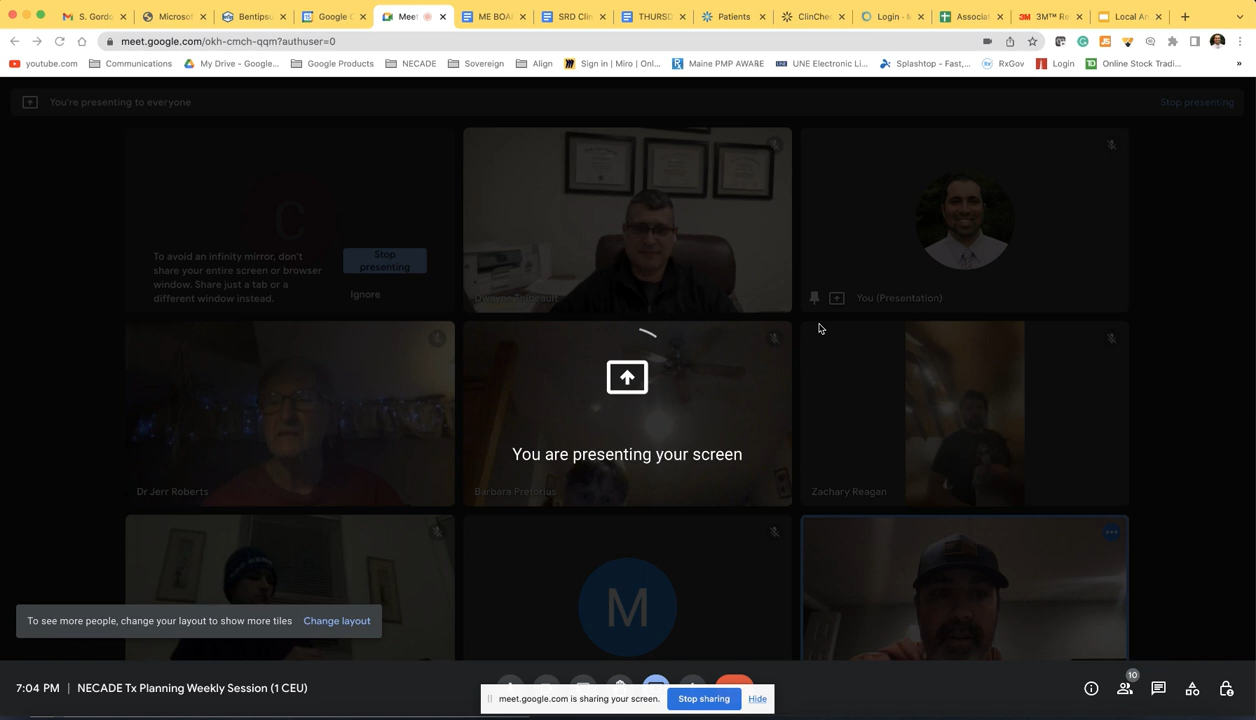 S. Gordo
Microsof
Bentipsu
Google C
Meet
ME BOA
SRD Clin
THURSD
Patients
ClinChec
Login - M
Associat
3M 3M™ Re
Local An
meet.google.com/okh-cmch-qqm?authuser=0
youtube.com
Communications
My Drive - Google...
Google Products
NECADE
Sovereign
Align
Sign in | Miro | Onl...
Maine PMP AWARE
UNE Electronic Li...
Splashtop - Fast,...
RxGov
Login
Online Stock Tradi...
»
You're presenting to everyone
Stop presenting
C
To avoid an infinity mirror, don't
share your entire screen or browser
window. Share just a tab or a
different window instead.
Stop
presenting
Ignore
Dwayne Thibeault
You (Presentation)
You are presenting your screen
Dr Jerr Roberts
Barbara Pretorius
Zachary Reagan
M
To see more people, change your layout to show more tiles
Change layout
7:04 PM | NECADE Tx Planning Weekly Session (1 CEU)
meet.google.com is sharing your screen.
Stop sharing
Hide
10